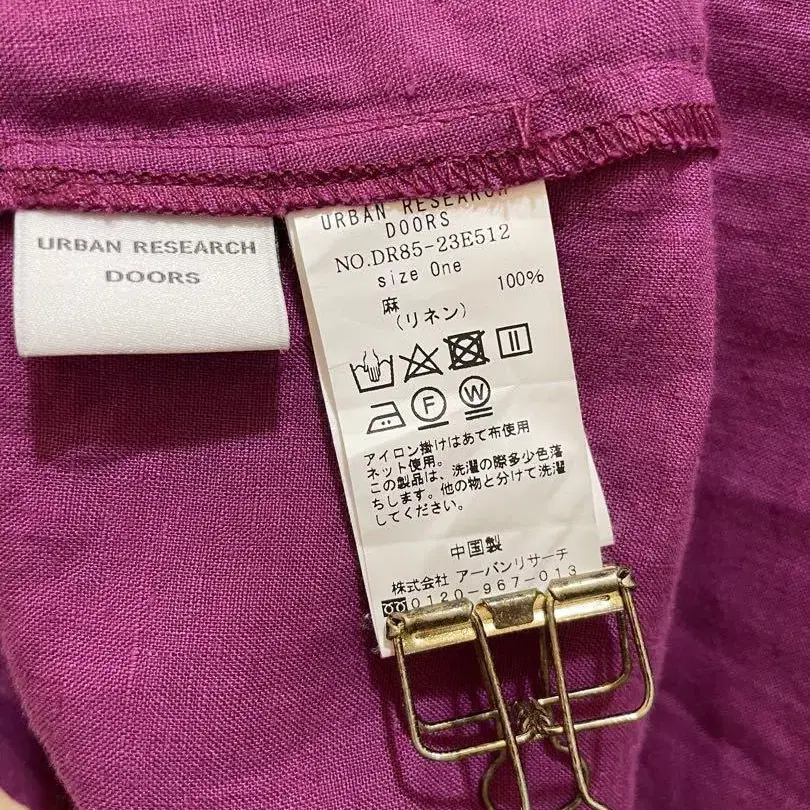 URBAN RESEARCH
DOORS
URBAN RESEARCH
DOORS
NO.DR85-23E512
size One
麻 100%
(リネン)
F W
アイロン掛けはあて布使用
ネット使用。
この製品は、洗濯の際多少色落
ちします。他の物と分けて洗濯
してください。
中国製
株式会社 アーバンリサーチ
0120-967-013